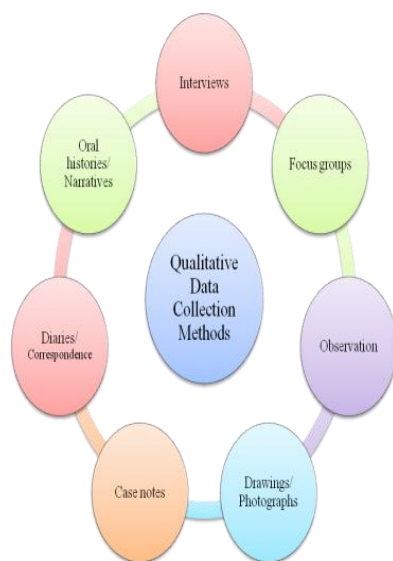 Interviews
Focus groups
Observation
Drawings/
Photographs
Case notes
Diaries/
Correspondence
Oral
histories/
Narratives
Qualitative
Data
Collection
Methods